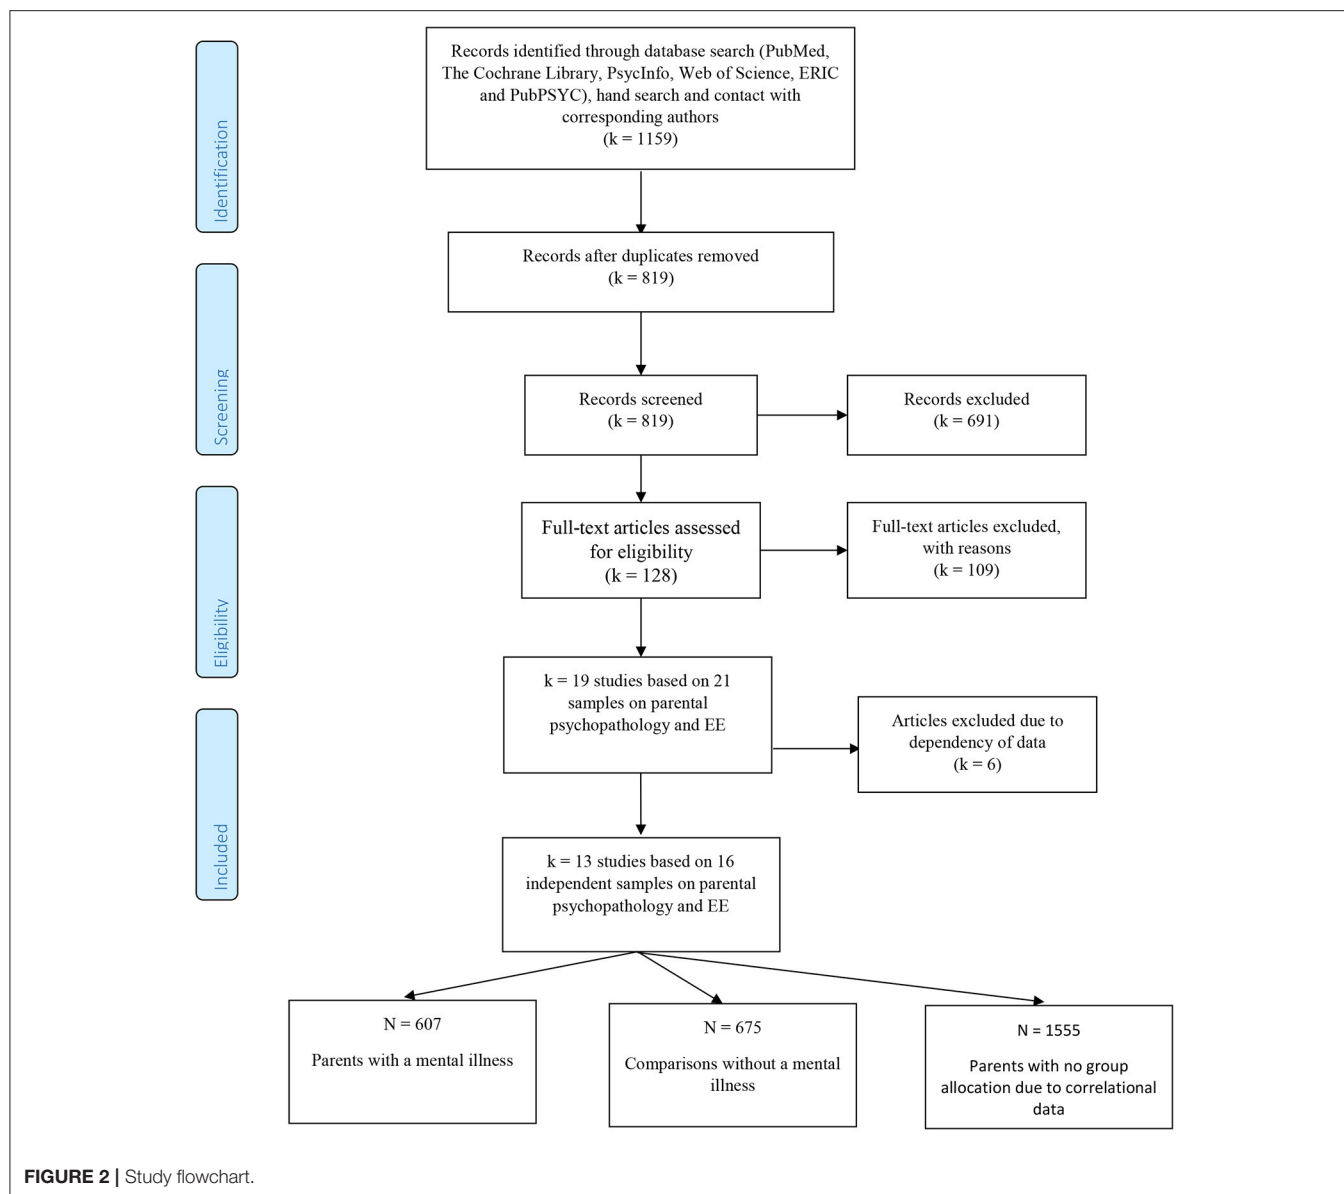 Identification
Records identified through database search (PubMed,
The Cochrane Library, PsycInfo, Web of Science, ERIC
and PubPSYC), hand search and contact with
corresponding authors
(k = 1159)
Records after duplicates removed
(k = 819)
Screening
Records screened
(k = 819)
Records excluded
(k = 691)
Eligibility
Full-text articles assessed
for eligibility
(k = 128)
Full-text articles excluded,
with reasons
(k = 109)
k = 19 studies based on 21
samples on parental
psychopathology and EE
Articles excluded due to
dependency of data
(k = 6)
Included
k = 13 studies based on 16
independent samples on parental
psychopathology and EE
N = 607
Parents with a mental illness
N = 675
Comparisons without a mental
illness
N = 1555
Parents with no group
allocation due to correlational
data
FIGURE 2 | Study flowchart.